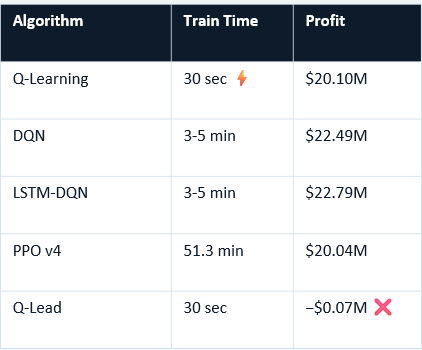 Algorithm Train Time Profit
Q-Learning 30 sec ⚡ $20.10M
DQN 3-5 min $22.49M
LSTM-DQN 3-5 min $22.79M
PPO v4 51.3 min $20.04M
Q-Lead 30 sec −$0.07M ❌